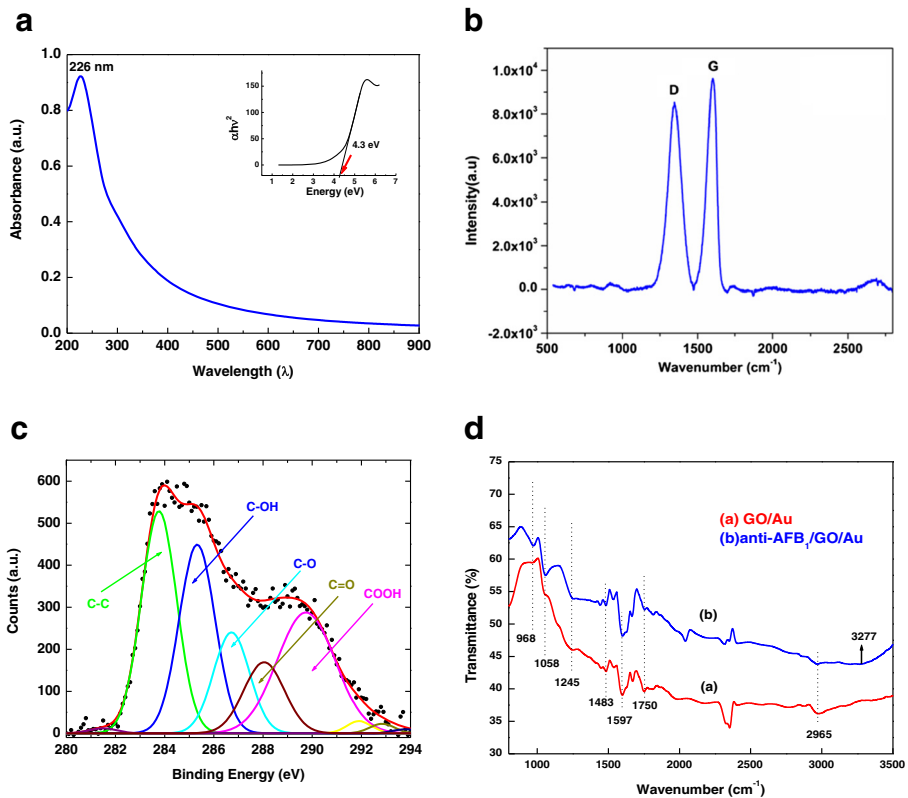 a
1.0
0.8
0.6
0.4
0.2
0.0
200 300 400 500 600 700 800 900
Absorbance (a.u.)
Wavelength (λ)
226 nm
150
100
50
0
αhν²
4.3 eV
1 2 3 4 5 6 7
Energy (eV)
b
1.0x10⁴
8.0x10³
6.0x10³
4.0x10³
2.0x10³
0.0
-2.0x10³
Intensity(a.u)
D
G
500 1000 1500 2000 2500
Wavenumber (cm⁻¹)
c
600
500
400
300
200
100
0
Counts (a.u.)
C-C
C-OH
C-O
C=O
COOH
280 282 284 286 288 290 292 294
Binding Energy (eV)
d
75
70
65
60
55
50
45
40
35
30
Transmittance (%)
(a) GO/Au
(b)anti-AFB₁/GO/Au
(b)
(a)
968
1058
1245
1483
1597
1750
2965
3277
1000 1500 2000 2500 3000 3500
Wavenumber (cm⁻¹)